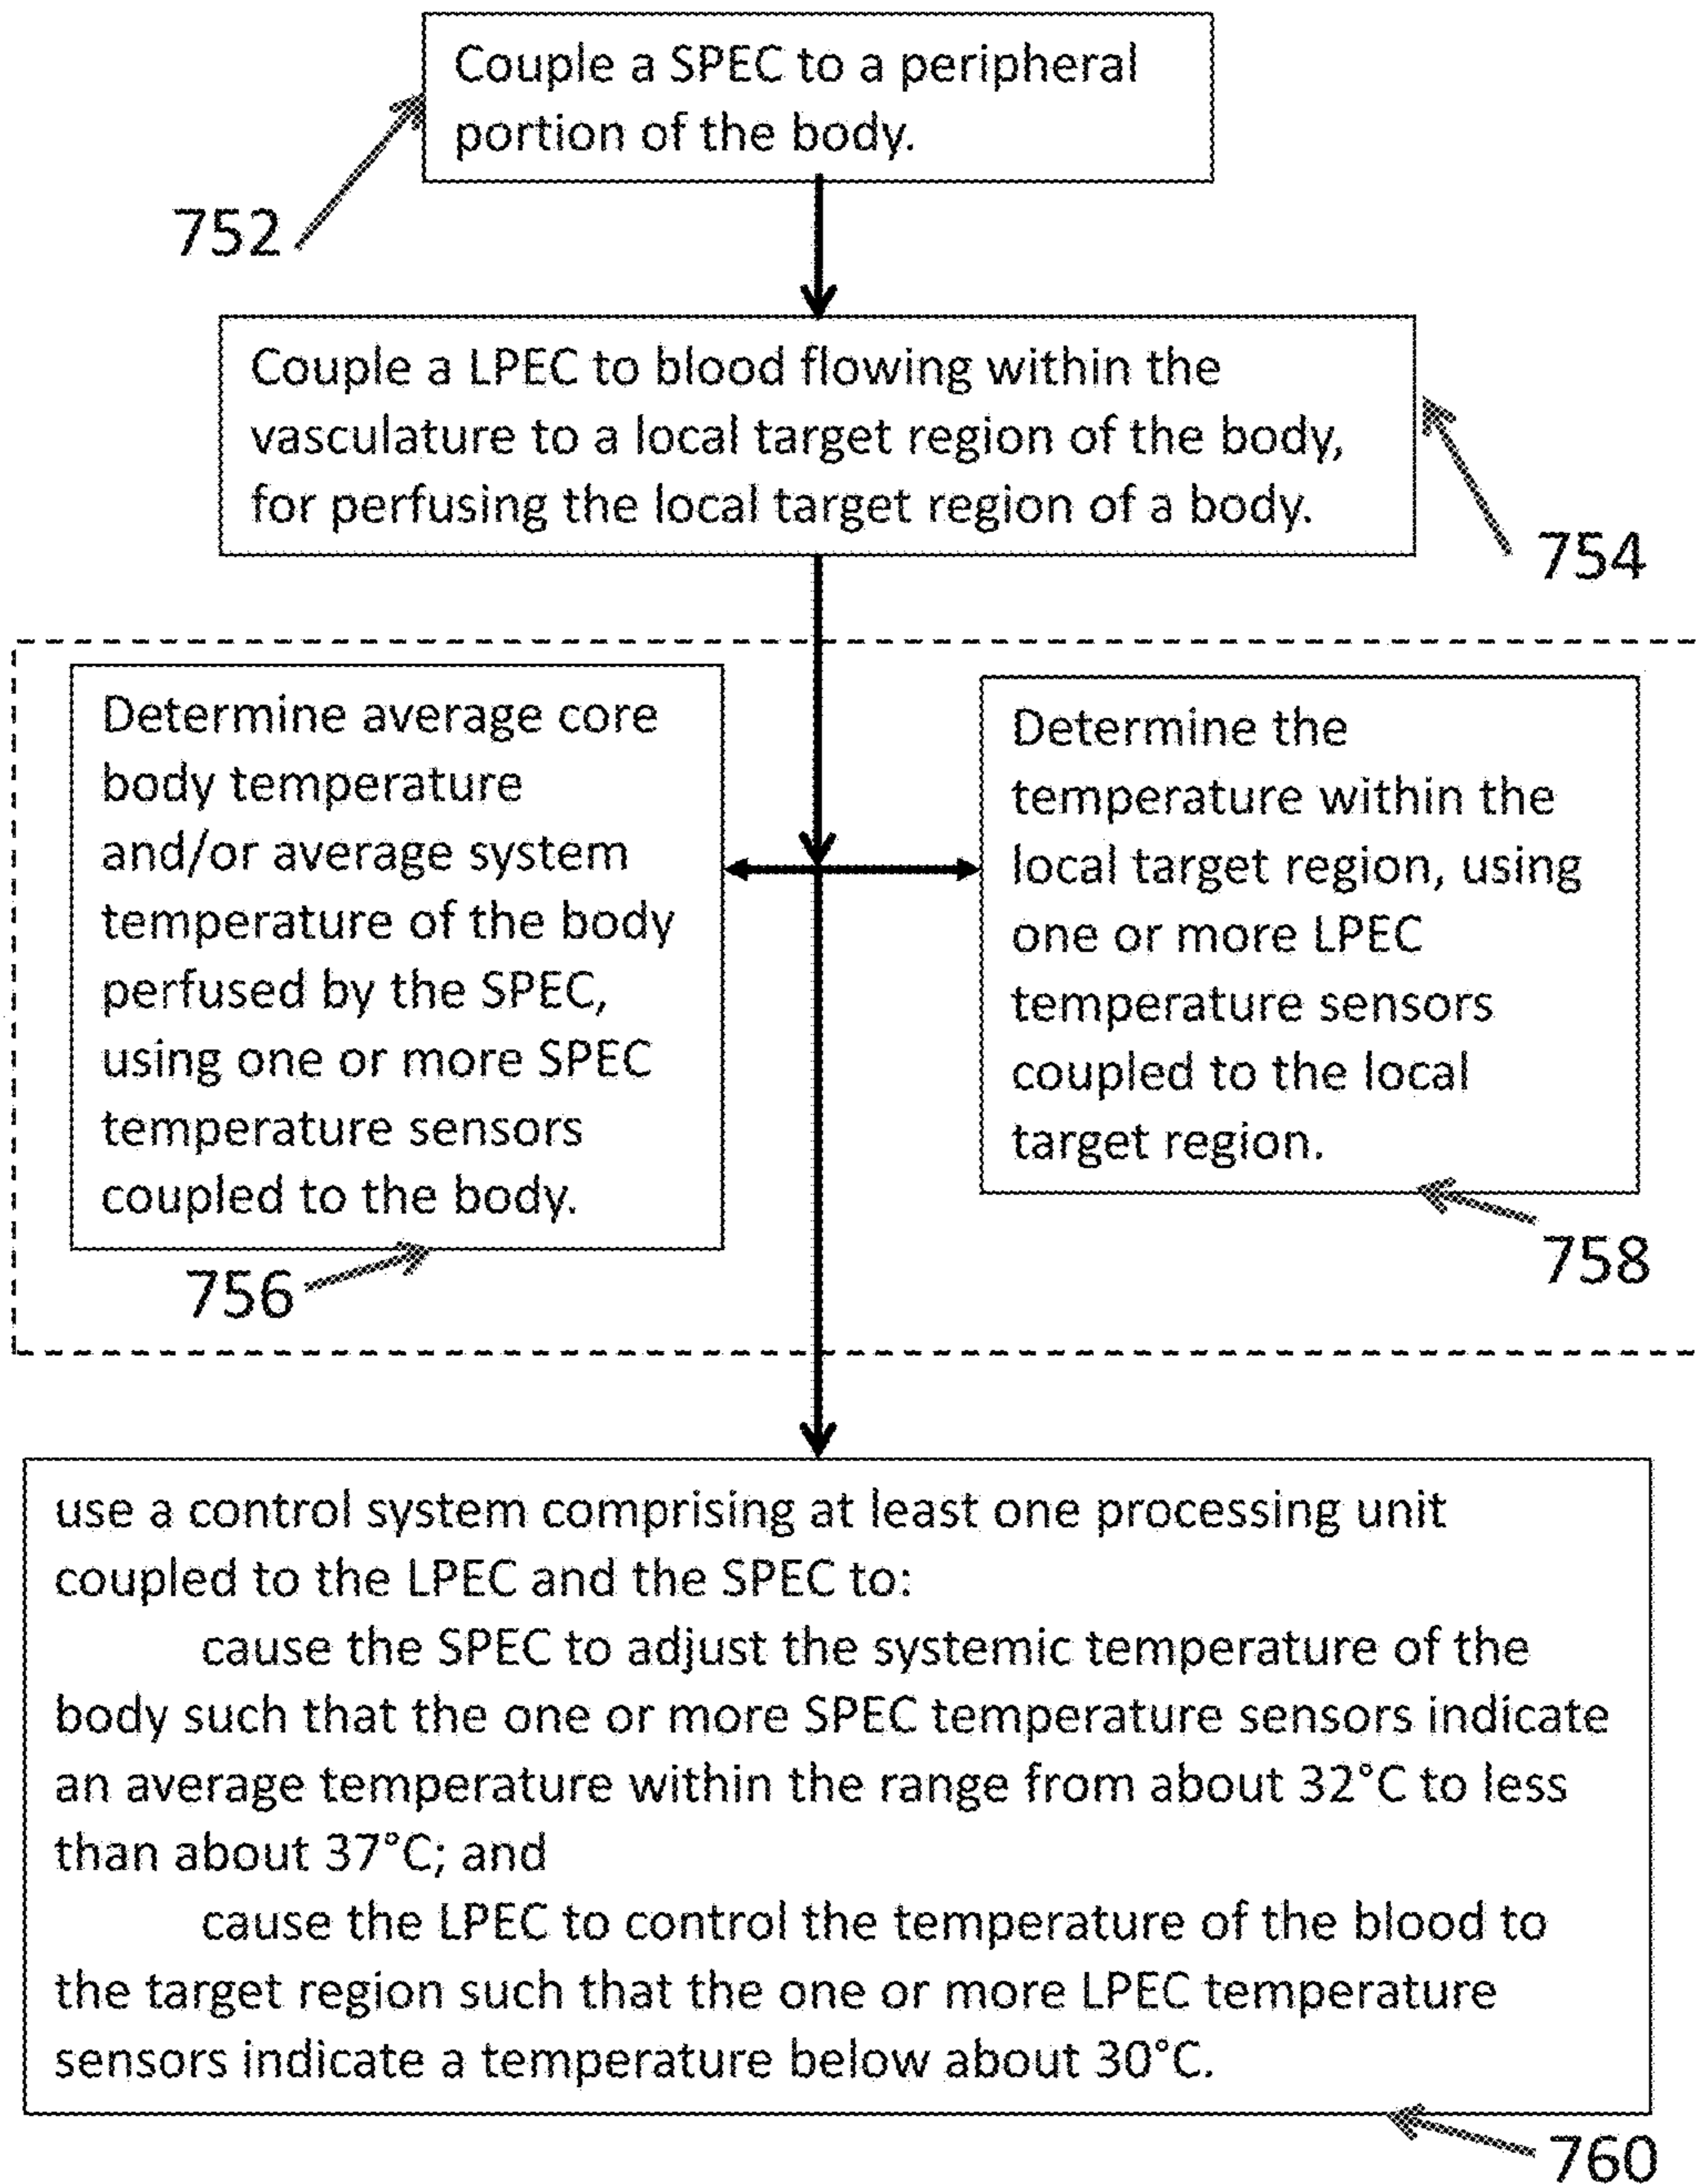 Couple a SPEC to a peripheral
portion of the body.
752
Couple a LPEC to blood flowing within the
vasculature to a local target region of the body,
for perfusing the local target region of a body.
754
Determine average core
body temperature
and/or average system
temperature of the body
perfused by the SPEC,
using one or more SPEC
temperature sensors
coupled to the body.
756
Determine the
temperature within the
local target region, using
one or more LPEC
temperature sensors
coupled to the local
target region.
758
use a control system comprising at least one processing unit
coupled to the LPEC and the SPEC to:
cause the SPEC to adjust the systemic temperature of the
body such that the one or more SPEC temperature sensors indicate
an average temperature within the range from about 32°C to less
than about 37°C; and
cause the LPEC to control the temperature of the blood to
the target region such that the one or more LPEC temperature
sensors indicate a temperature below about 30°C.
760